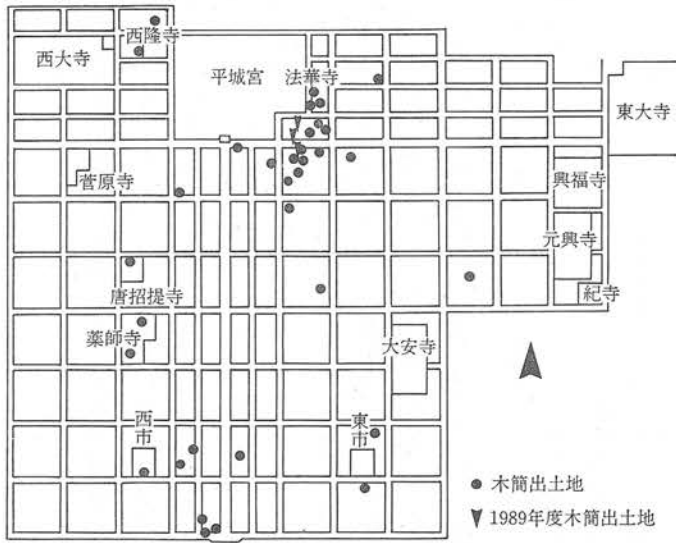 西隆寺
西大寺
平城宮
法華寺
東大寺
菅原寺
興福寺
元興寺
紀寺
唐招提寺
薬師寺
大安寺
西市
東市
木簡出土地
1989年度木簡出土地